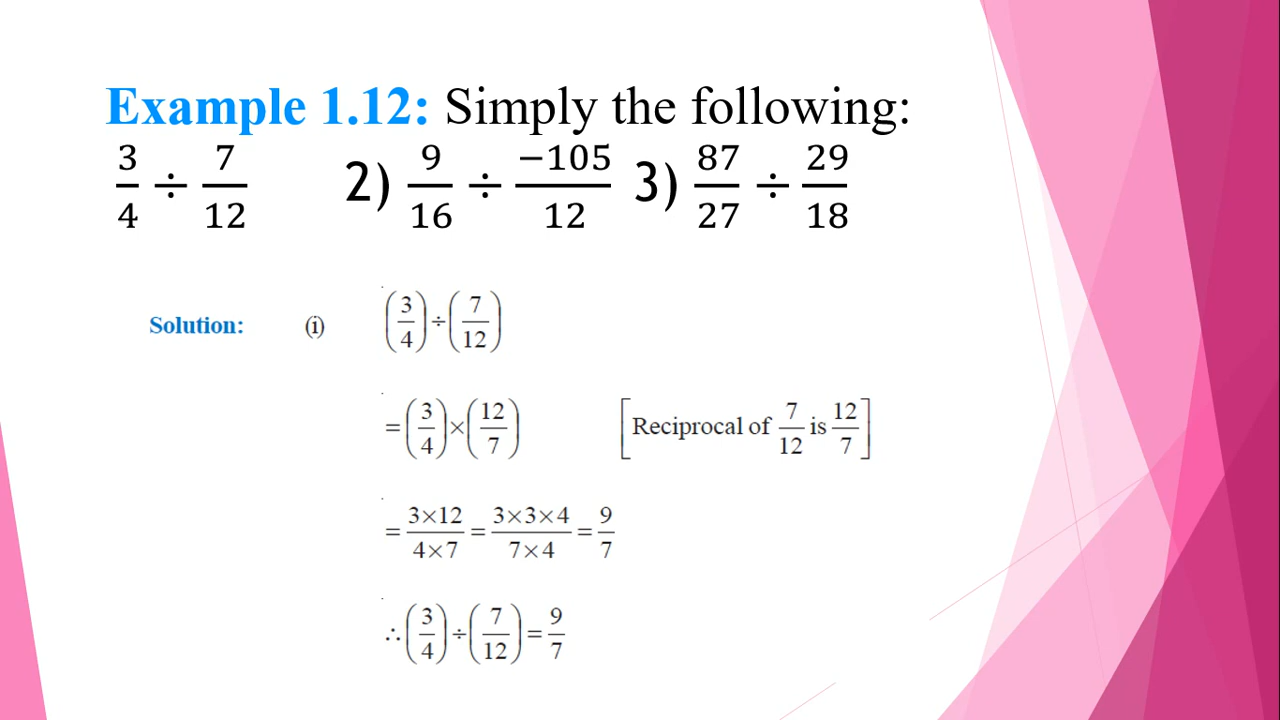 Example 1.12: Simply the following:
3/4 ÷ 7/12 2) 9/16 ÷ −105/12 3) 87/27 ÷ 29/18
Solution: (i) (3/4) ÷ (7/12)
= (3/4) × (12/7) [Reciprocal of 7/12 is 12/7]
= 3×12/4×7 = 3×3×4/7×4 = 9/7
∴ (3/4) ÷ (7/12) = 9/7